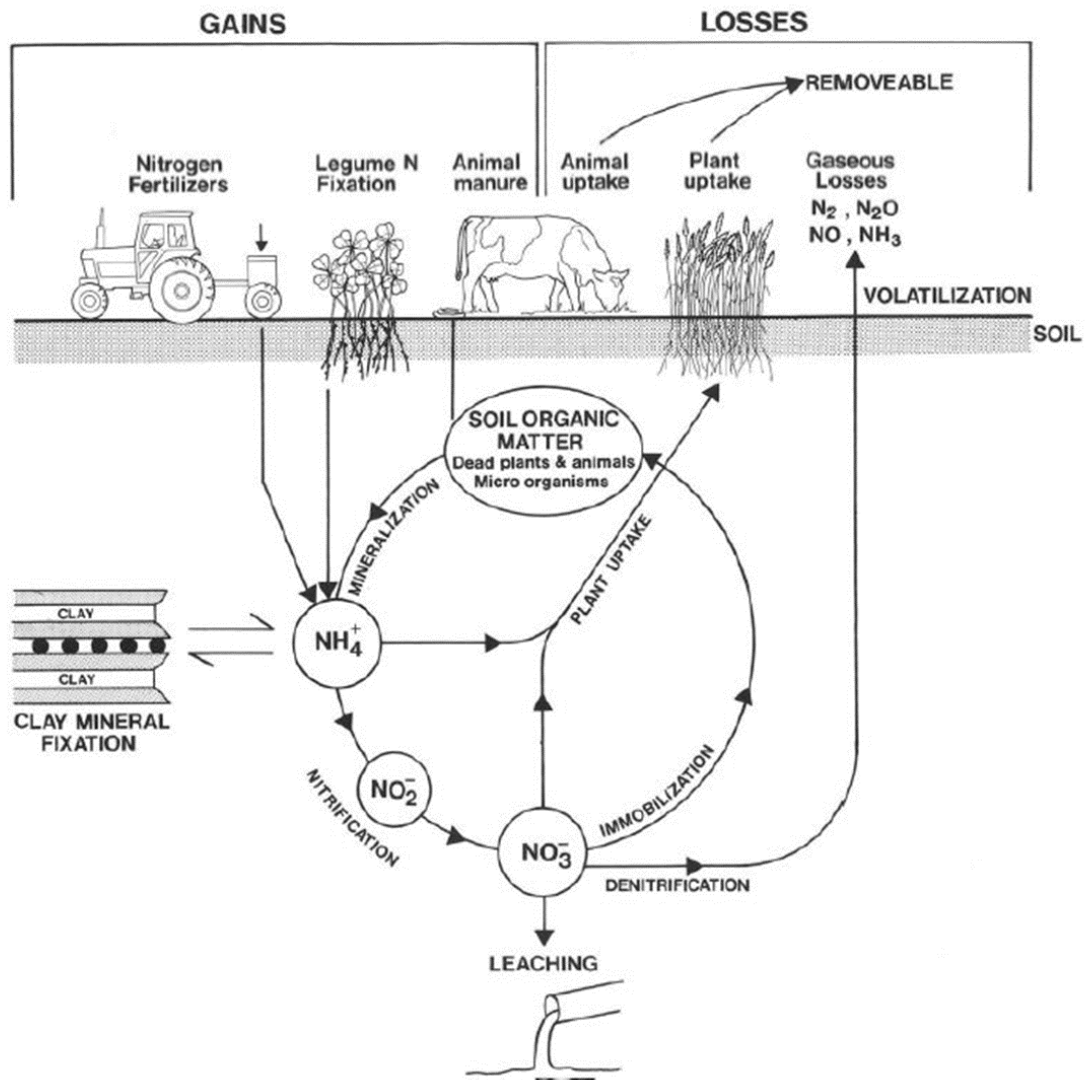 GAINS
LOSSES
REMOVEABLE
Nitrogen
Fertilizers
Legume N
Fixation
Animal
manure
Animal
uptake
Plant
uptake
Gaseous
Losses
N₂ , N₂O
NO , NH₃
VOLATILIZATION
SOIL
SOIL ORGANIC
MATTER
Dead plants & animals
Micro organisms
MINERALIZATION
PLANT UPTAKE
CLAY
CLAY
CLAY MINERAL
FIXATION
NH₄⁺
NO₂⁻
NITRIFICATION
NO₃⁻
IMMOBILIZATION
DENITRIFICATION
LEACHING